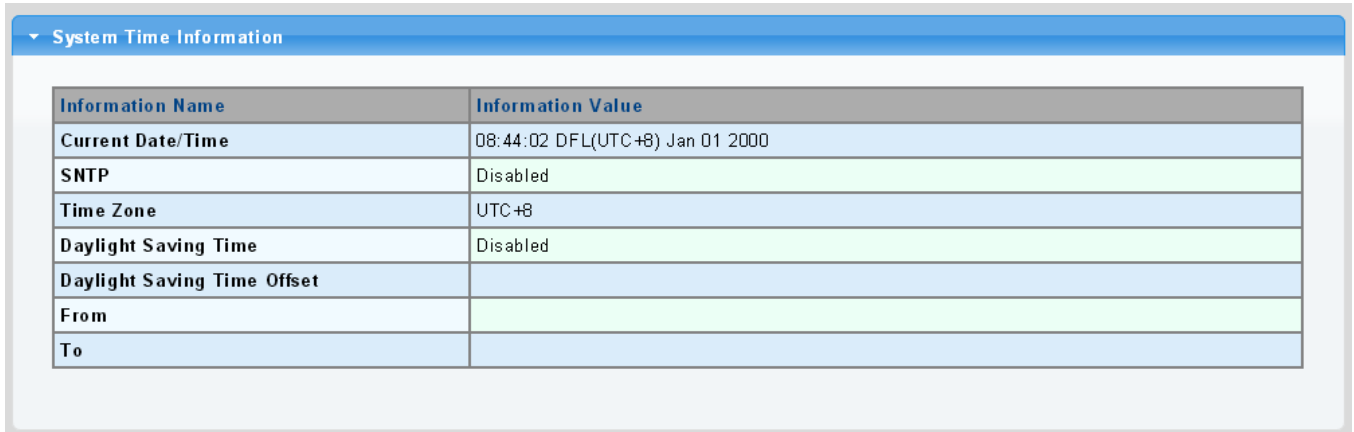 System Time Information
Information Name Information Value
Current Date/Time 08:44:02 DFL(UTC+8) Jan 01 2000
SNTP Disabled
Time Zone UTC+8
Daylight Saving Time Disabled
Daylight Saving Time Offset
From
To